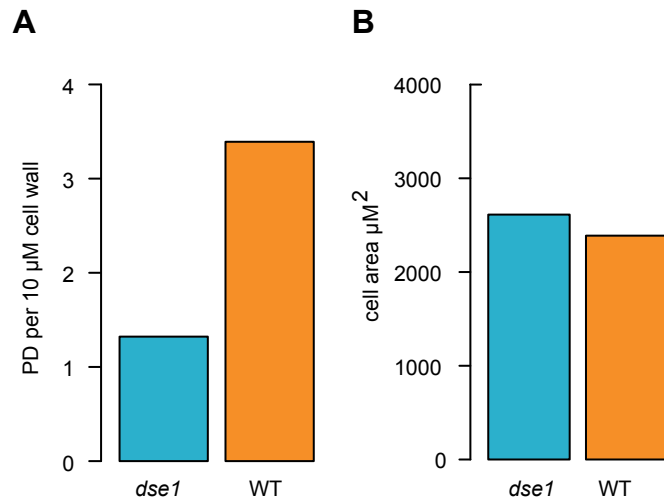 A
B
PD per 10 µM cell wall
4
3
2
1
0
dse1
WT
cell area µM²
4000
3000
2000
1000
0
dse1
WT